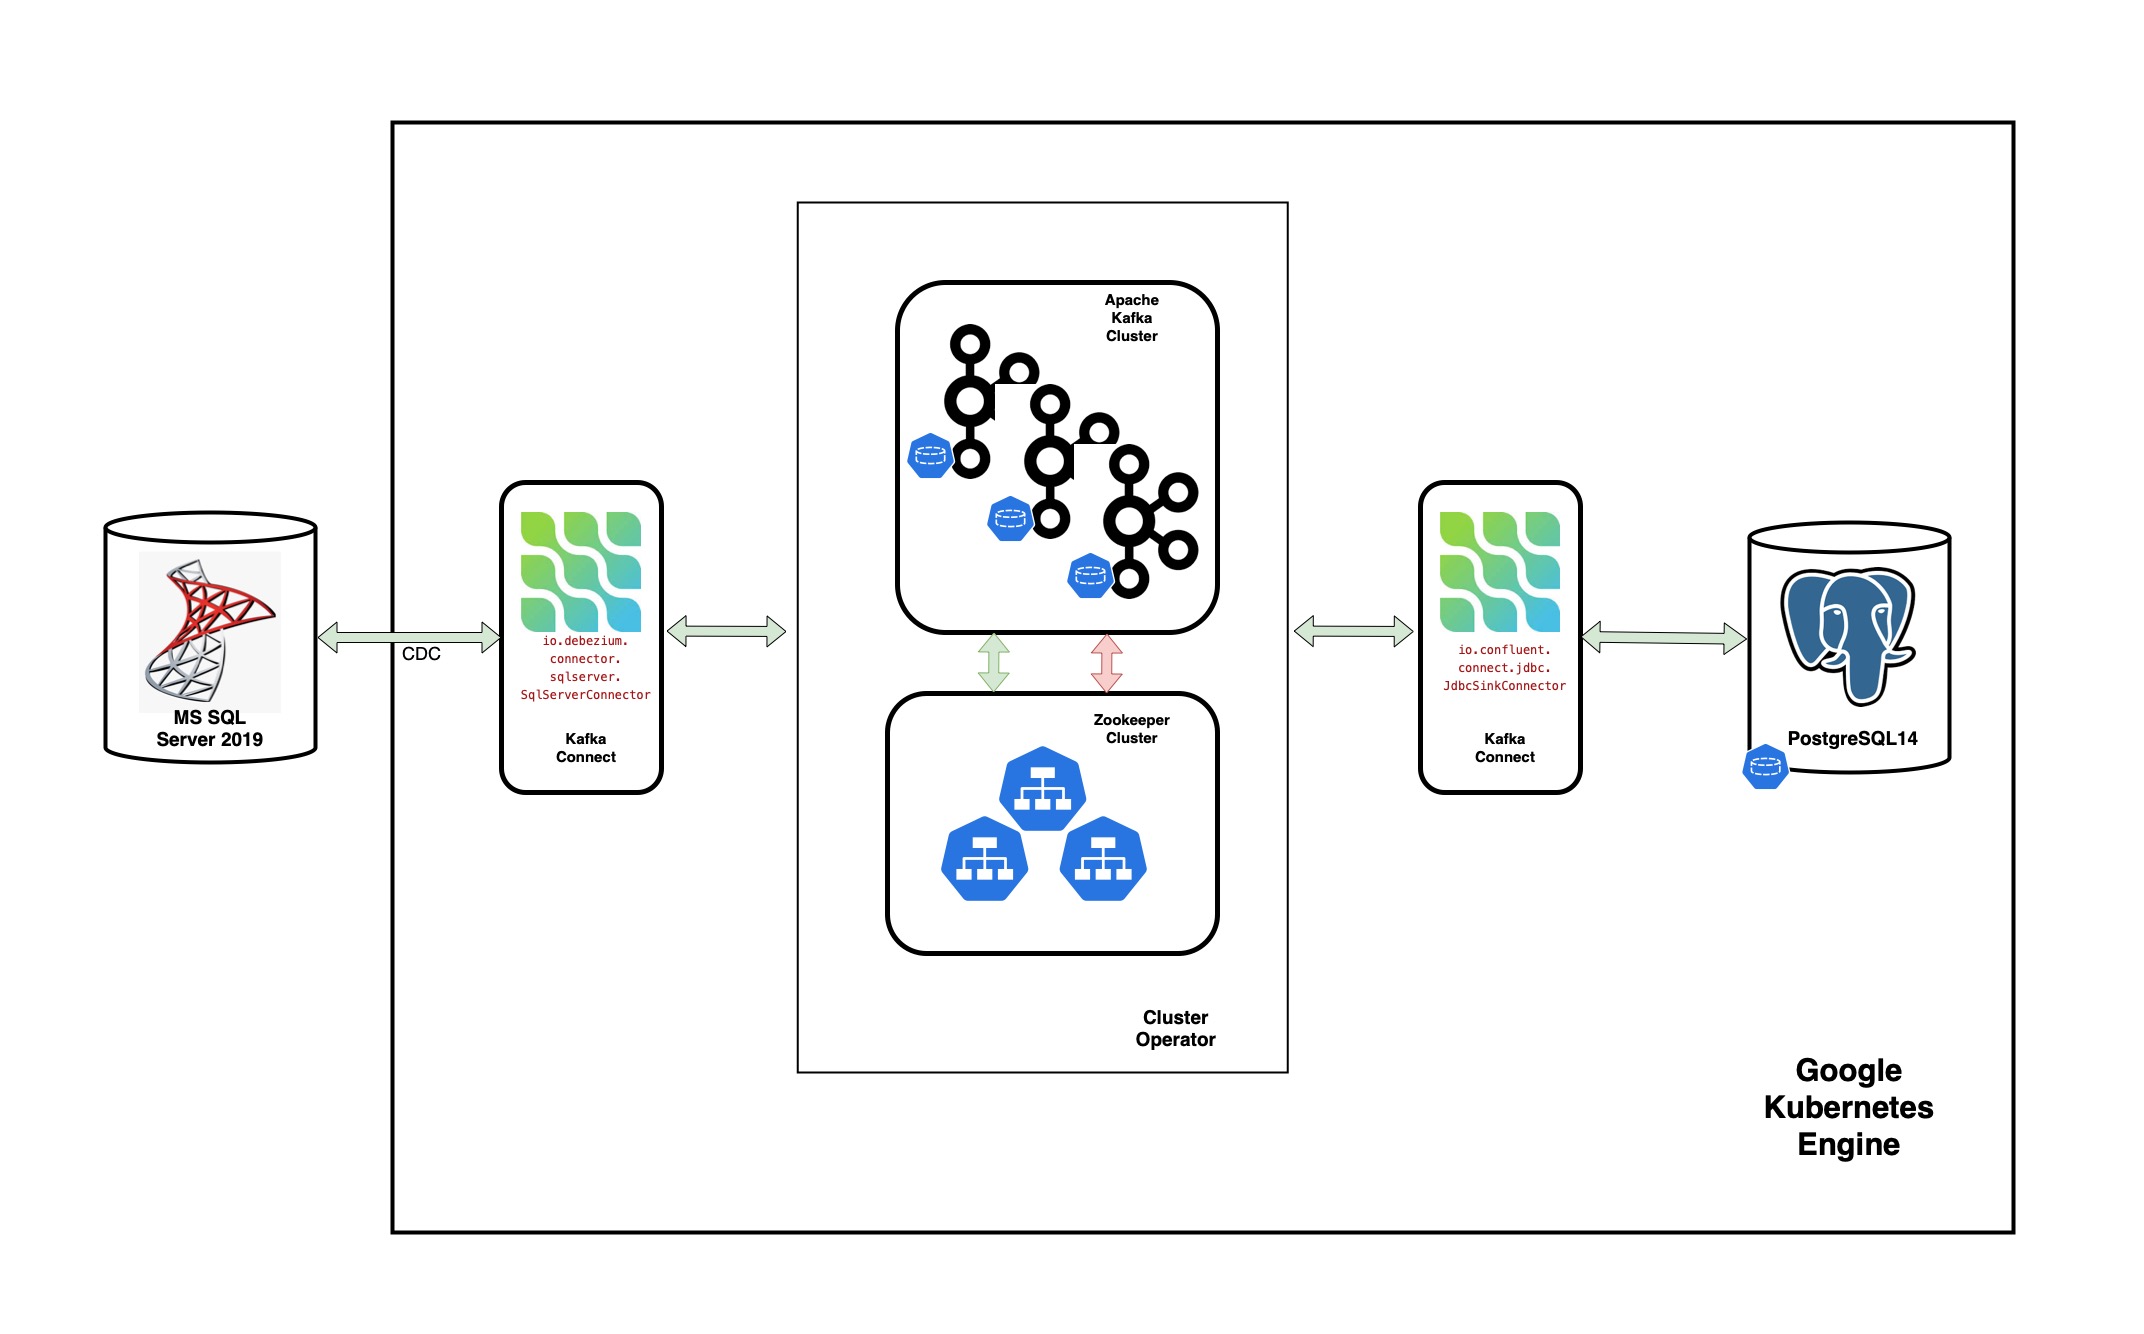 MS SQL
Server 2019
CDC
io.debezium.
connector.
sqlserver.
SqlServerConnector
Kafka
Connect
Apache
Kafka
Cluster
Zookeeper
Cluster
Cluster
Operator
io.confluent.
connect.jdbc.
JdbcSinkConnector
Kafka
Connect
PostgreSQL14
Google
Kubernetes
Engine